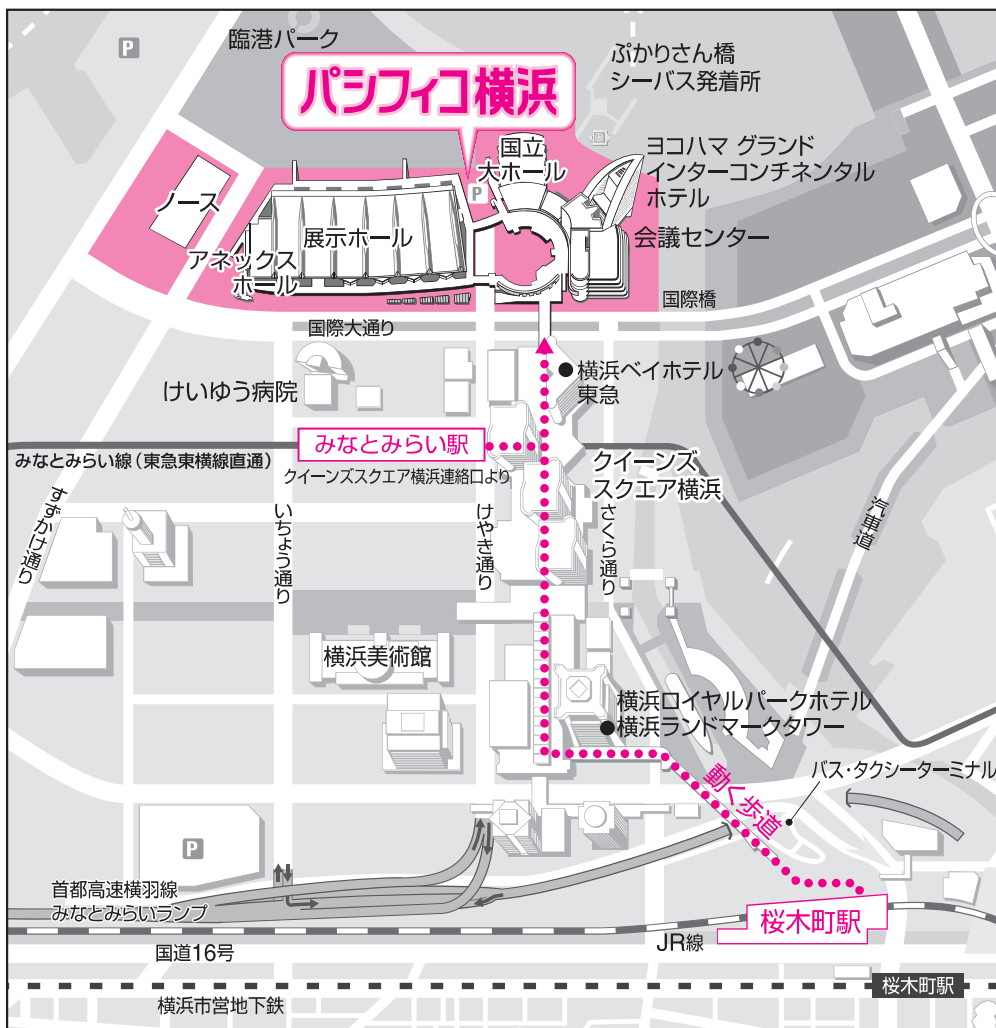 P
臨港パーク
ぷかりさん橋
シーバス発着所
パシフィコ横浜
国立
大ホール
P
ヨコハマ グランド
インターコンチネンタル
ホテル
ノース
展示ホール
会議センター
アネックス
ホール
国際橋
国際大通り
けいゆう病院
横浜ベイホテル
東急
みなとみらい駅
みなとみらい線(東急東横線直通)
クイーンズスクエア横浜連絡口より
クイーンズ
スクエア横浜
すずかけ通り
いちょう通り
けやき通り
さくら通り
汽車道
横浜美術館
横浜ロイヤルパークホテル
横浜ランドマークタワー
動く歩道
バス・タクシーターミナル
P
首都高速横羽線
みなとみらいランプ
桜木町駅
JR線
国道16号
桜木町駅
横浜市営地下鉄